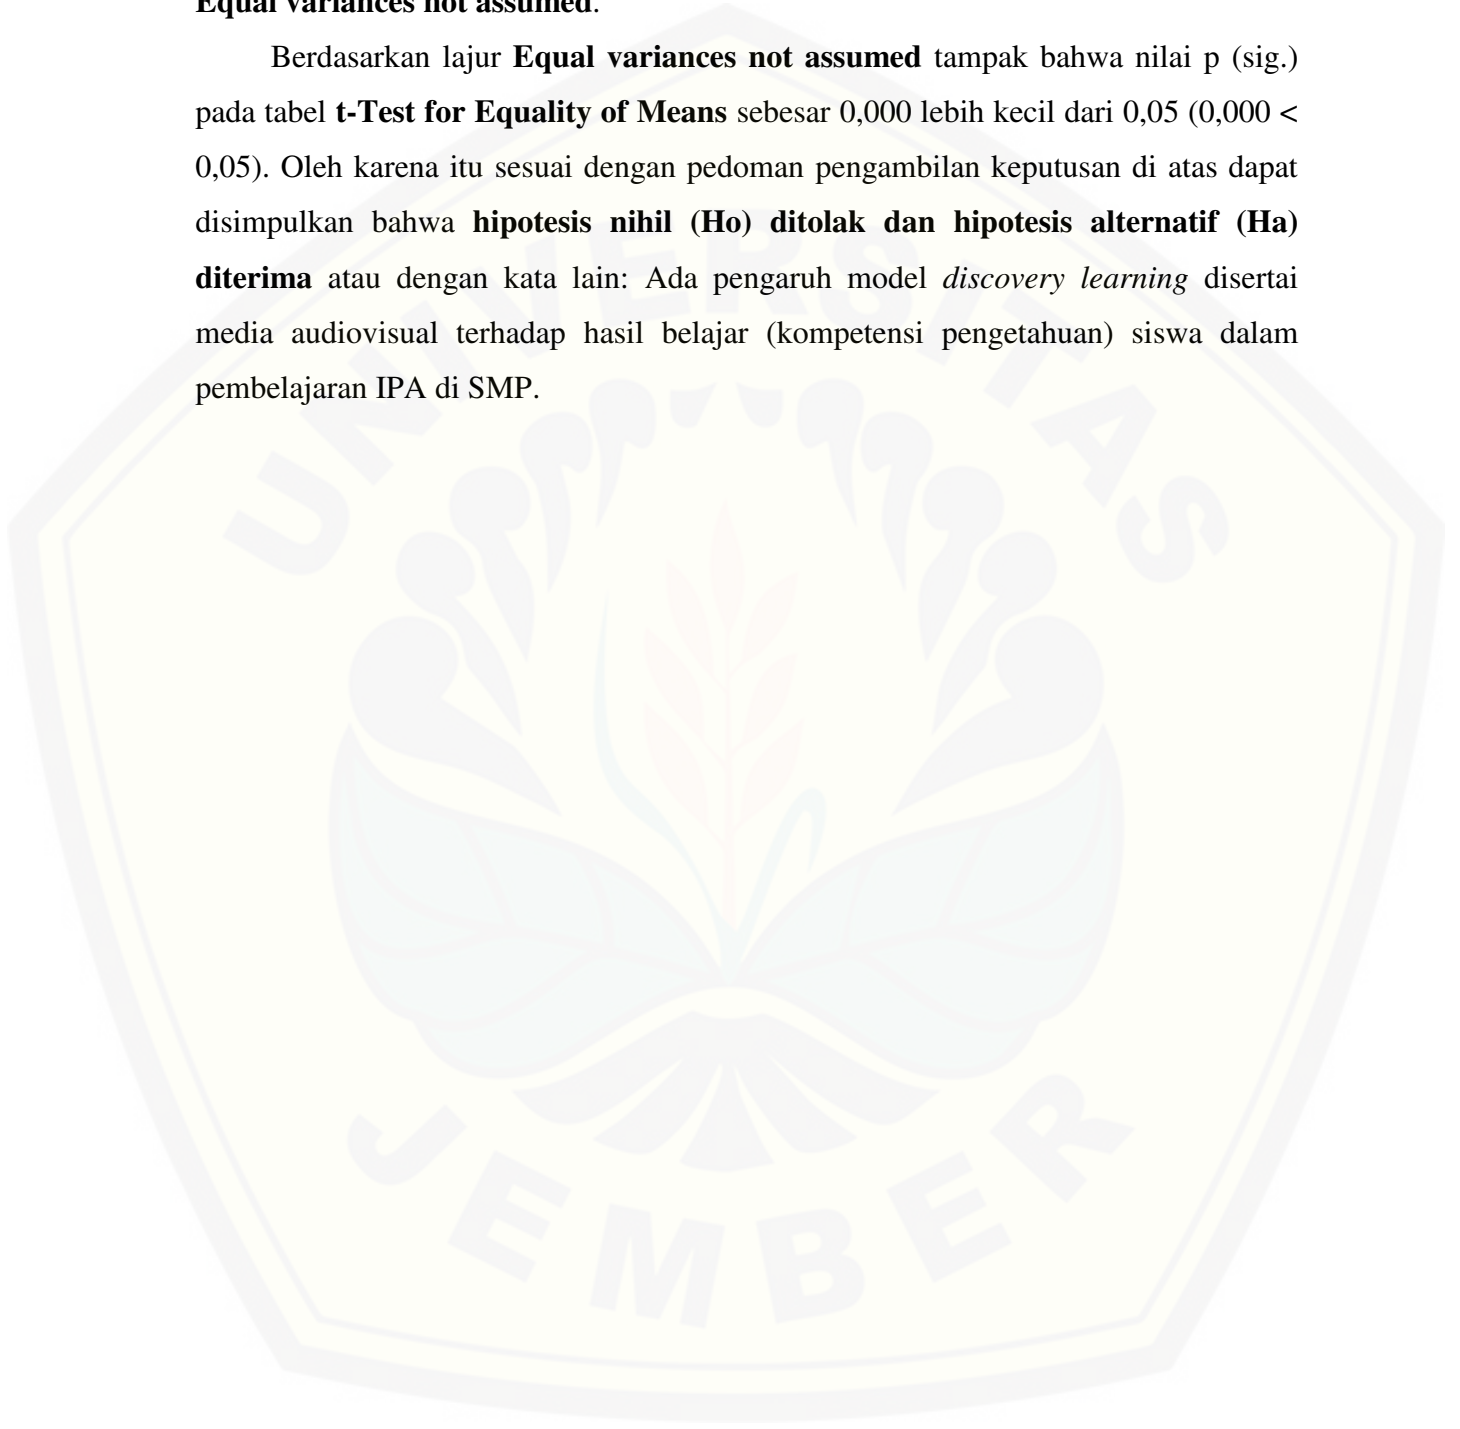 Equal variances not assumed.
Berdasarkan lajur Equal variances not assumed tampak bahwa nilai p (sig.)
pada tabel t-Test for Equality of Means sebesar 0,000 lebih kecil dari 0,05 (0,000 <
0,05). Oleh karena itu sesuai dengan pedoman pengambilan keputusan di atas dapat
disimpulkan bahwa hipotesis nihil (Ho) ditolak dan hipotesis alternatif (Ha)
diterima atau dengan kata lain: Ada pengaruh model discovery learning disertai
media audiovisual terhadap hasil belajar (kompetensi pengetahuan) siswa dalam
pembelajaran IPA di SMP.
UNIVERSITAS
JEMBER